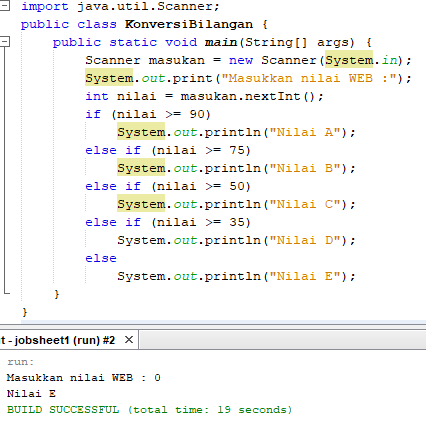 import java.util.Scanner;
public class KonversiBilangan {
public static void main(String[] args) {
Scanner masukan = new Scanner(System.in);
System.out.print("Masukkan nilai WEB :");
int nilai = masukan.nextInt();
if (nilai >= 90)
System.out.println("Nilai A");
else if (nilai >= 75)
System.out.println("Nilai B");
else if (nilai >= 50)
System.out.println("Nilai C");
else if (nilai >= 35)
System.out.println("Nilai D");
else
System.out.println("Nilai E");
}
}
t - jobsheet1 (run) #2 ×
run:
Masukkan nilai WEB : 0
Nilai E
BUILD SUCCESSFUL (total time: 19 seconds)